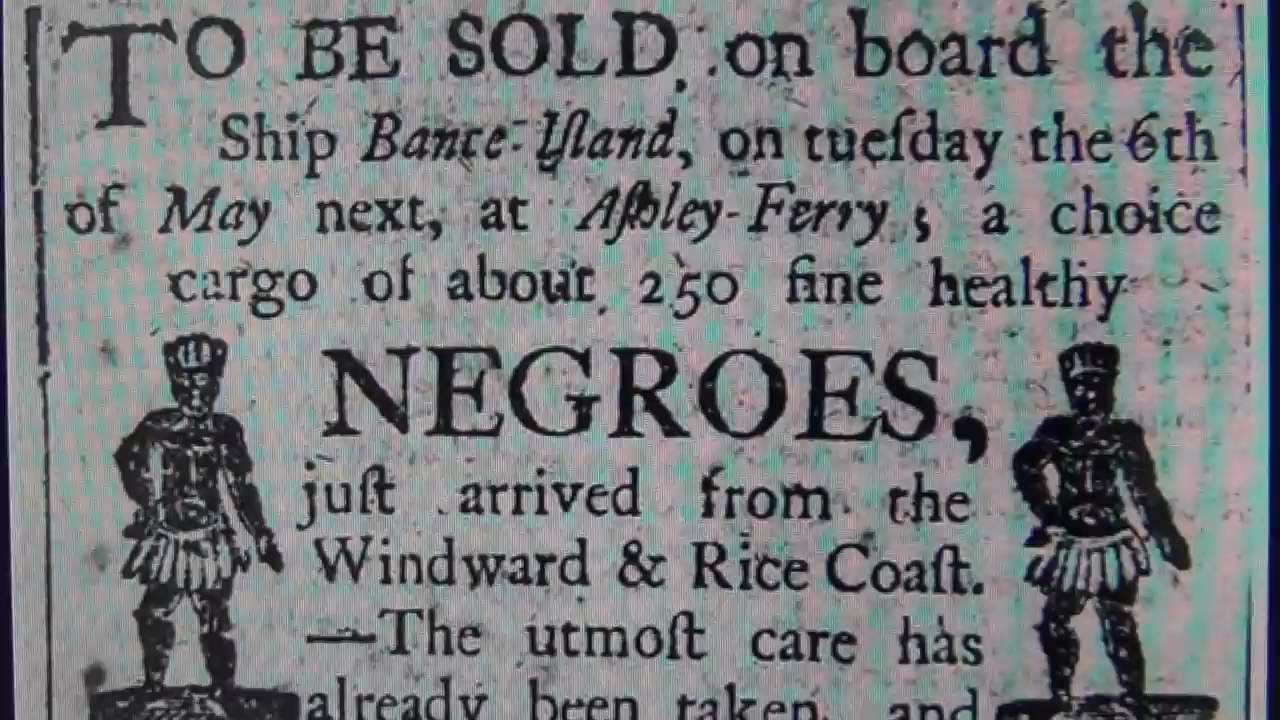 TO BE SOLD, on board the
Ship Bance-Yſland, on tueſday the 6th
of May next, at Aſhley-Ferry; a choice
cargo of about 250 fine healthy
NEGROES,
juſt arrived from the
Windward & Rice Coaſt.
—The utmoſt care has
already been taken, and